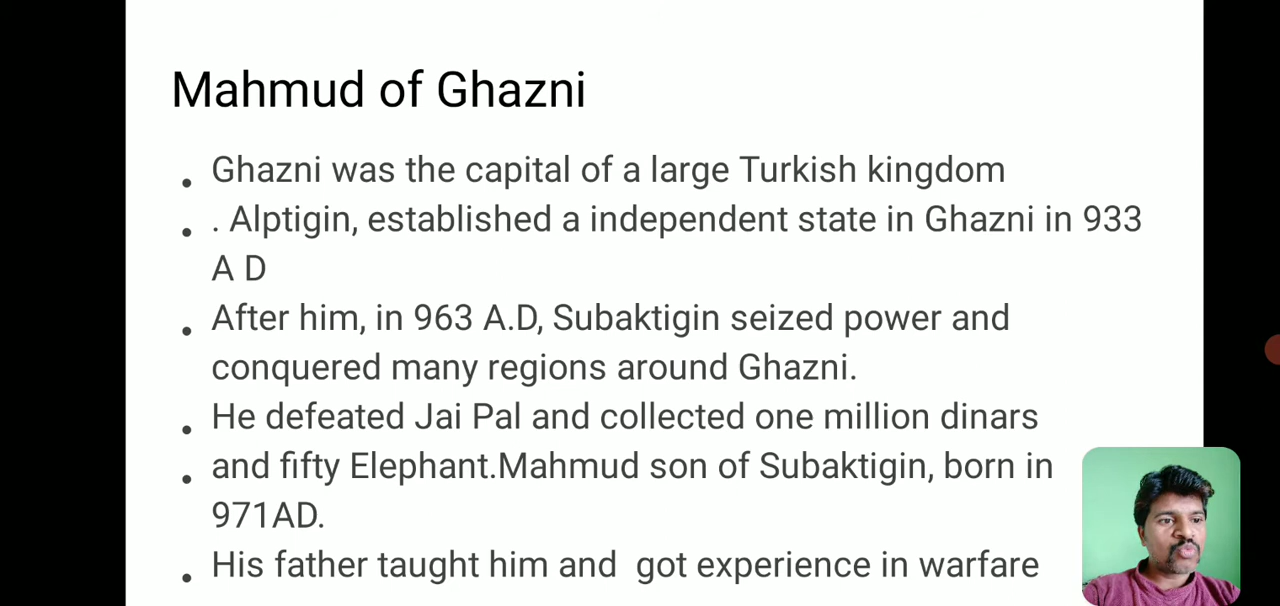 Mahmud of Ghazni
• Ghazni was the capital of a large Turkish kingdom
• . Alptigin, established a independent state in Ghazni in 933
A D
• After him, in 963 A.D, Subaktigin seized power and
conquered many regions around Ghazni.
• He defeated Jai Pal and collected one million dinars
• and fifty Elephant.Mahmud son of Subaktigin, born in
971AD.
• His father taught him and  got experience in warfare